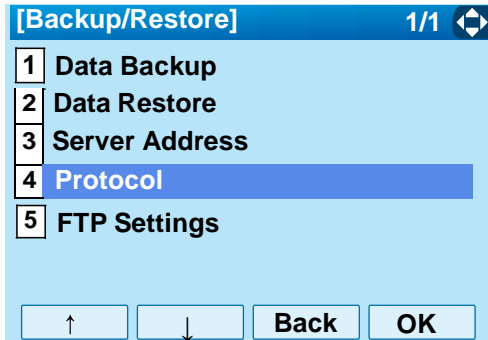 [Backup/Restore] 1/1
1 Data Backup
2 Data Restore
3 Server Address
4 Protocol
5 FTP Settings
↑ ↓ Back OK